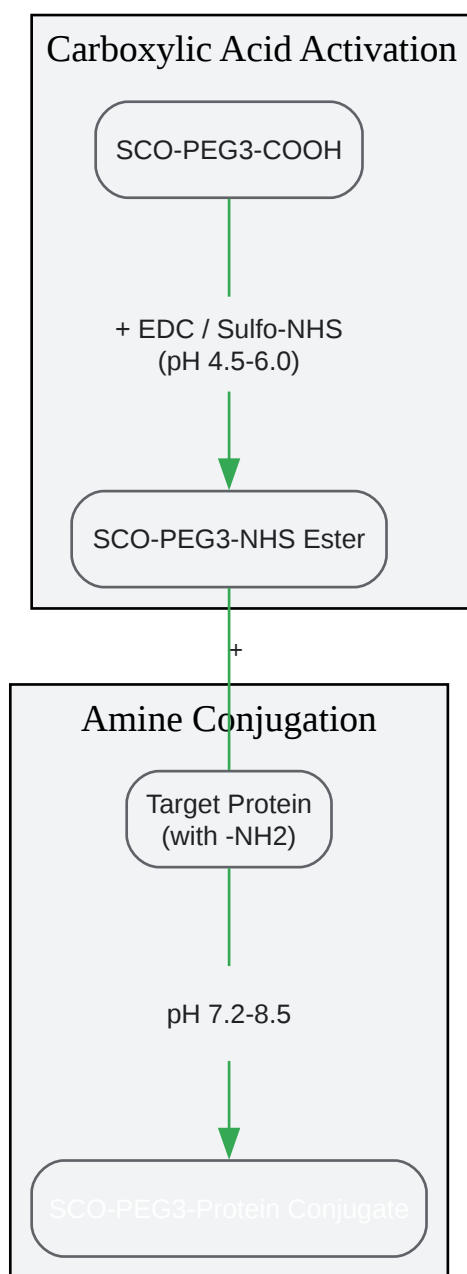 Carboxylic Acid Activation
SCO-PEG3-COOH
+ EDC / Sulfo-NHS
(pH 4.5-6.0)
SCO-PEG3-NHS Ester
+
Amine Conjugation
Target Protein
(with -NH2)
pH 7.2-8.5
SCO-PEG3-Protein Conjugate